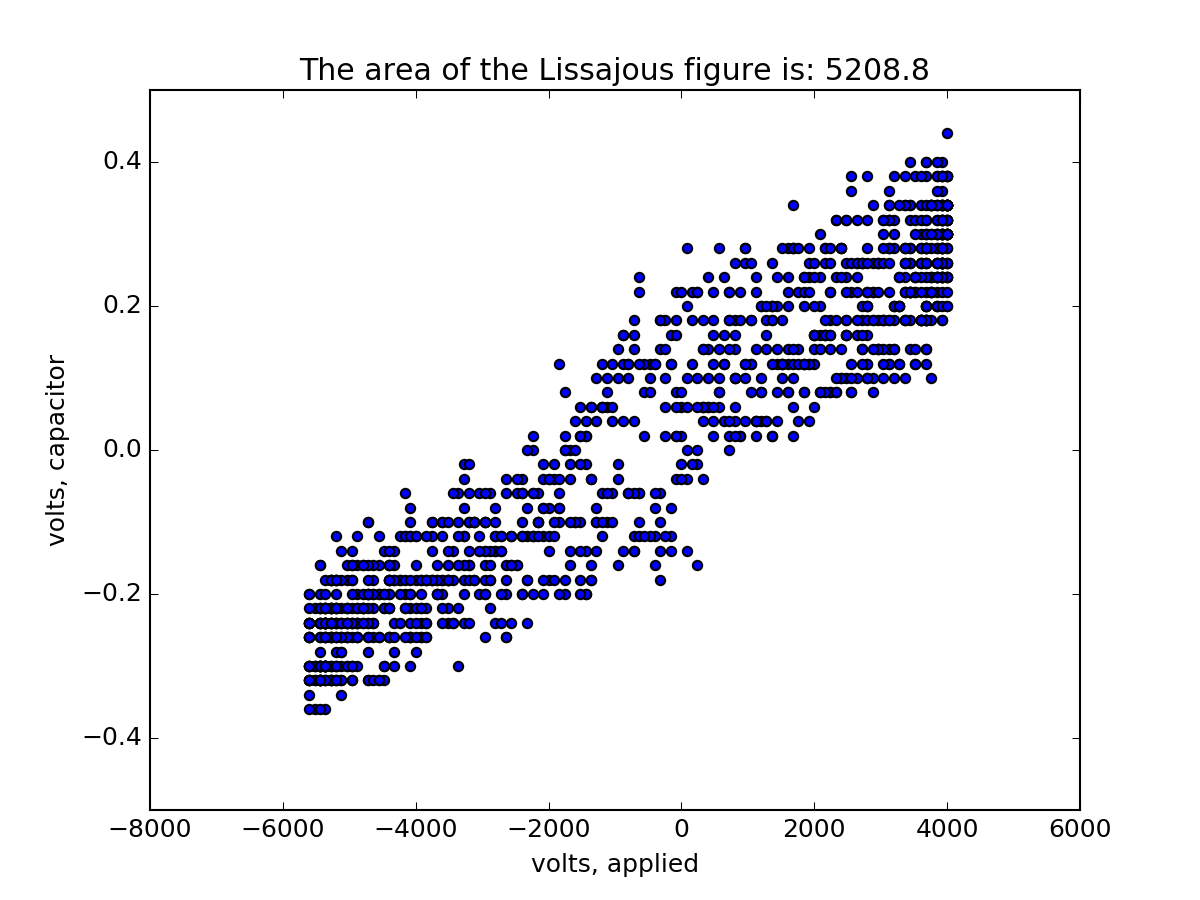 The area of the Lissajous figure is: 5208.8
0.4
0.2
0.0
−0.2
−0.4
volts, capacitor
−8000 −6000 −4000 −2000 0 2000 4000 6000
volts, applied